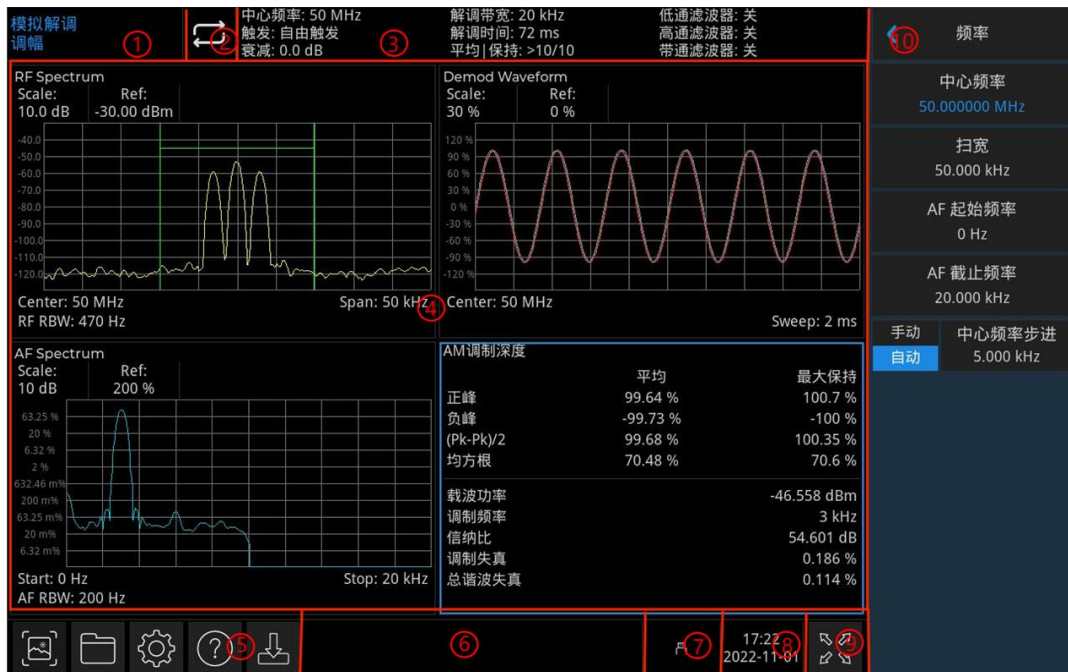 模拟解调
调幅
①
②
中心频率: 50 MHz
触发: 自由触发
衰减: 0.0 dB
③
解调带宽: 20 kHz
解调时间: 72 ms
平均|保持: >10/10
低通滤波器: 关
高通滤波器: 关
带通滤波器: 关
⑩
频率
RF Spectrum
Scale: Ref:
10.0 dB -30.00 dBm
-40.0
-50.0
-60.0
-70.0
-80.0
-90.0
-100.0
-110.0
-120.0
Center: 50 MHz Span: 50 kHz
RF RBW: 470 Hz
④
Demod Waveform
Scale: Ref:
30 % 0 %
120 %
90 %
60 %
30 %
0 %
-30 %
-60 %
-90 %
-120 %
Center: 50 MHz
Sweep: 2 ms
AF Spectrum
Scale: Ref:
10 dB 200 %
63.25 %
20 %
6.32 %
2 %
632.46 m%
200 m%
63.25 m%
20 m%
6.32 m%
Start: 0 Hz Stop: 20 kHz
AF RBW: 200 Hz
AM调制深度
平均 最大保持
正峰 99.64 % 100.7 %
负峰 -99.73 % -100 %
(Pk-Pk)/2 99.68 % 100.35 %
均方根 70.48 % 70.6 %
载波功率 -46.558 dBm
调制频率 3 kHz
信纳比 54.601 dB
调制失真 0.186 %
总谐波失真 0.114 %
中心频率
50.000000 MHz
扫宽
50.000 kHz
AF 起始频率
0 Hz
AF 截止频率
20.000 kHz
手动
自动
中心频率步进
5.000 kHz
?
⑤
⑥
⑦
17:22
2022-11-01
⑧
⑨